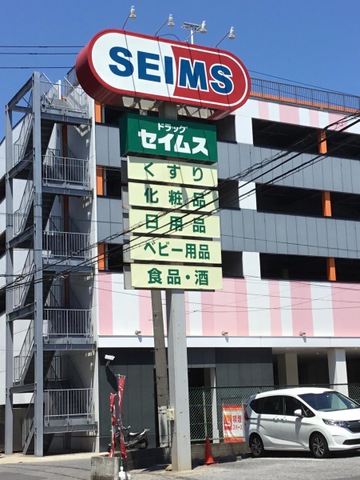 SEIMS
ドラッグ
セイムス
くすり
化粧品
日用品
ベビー用品
食品・酒